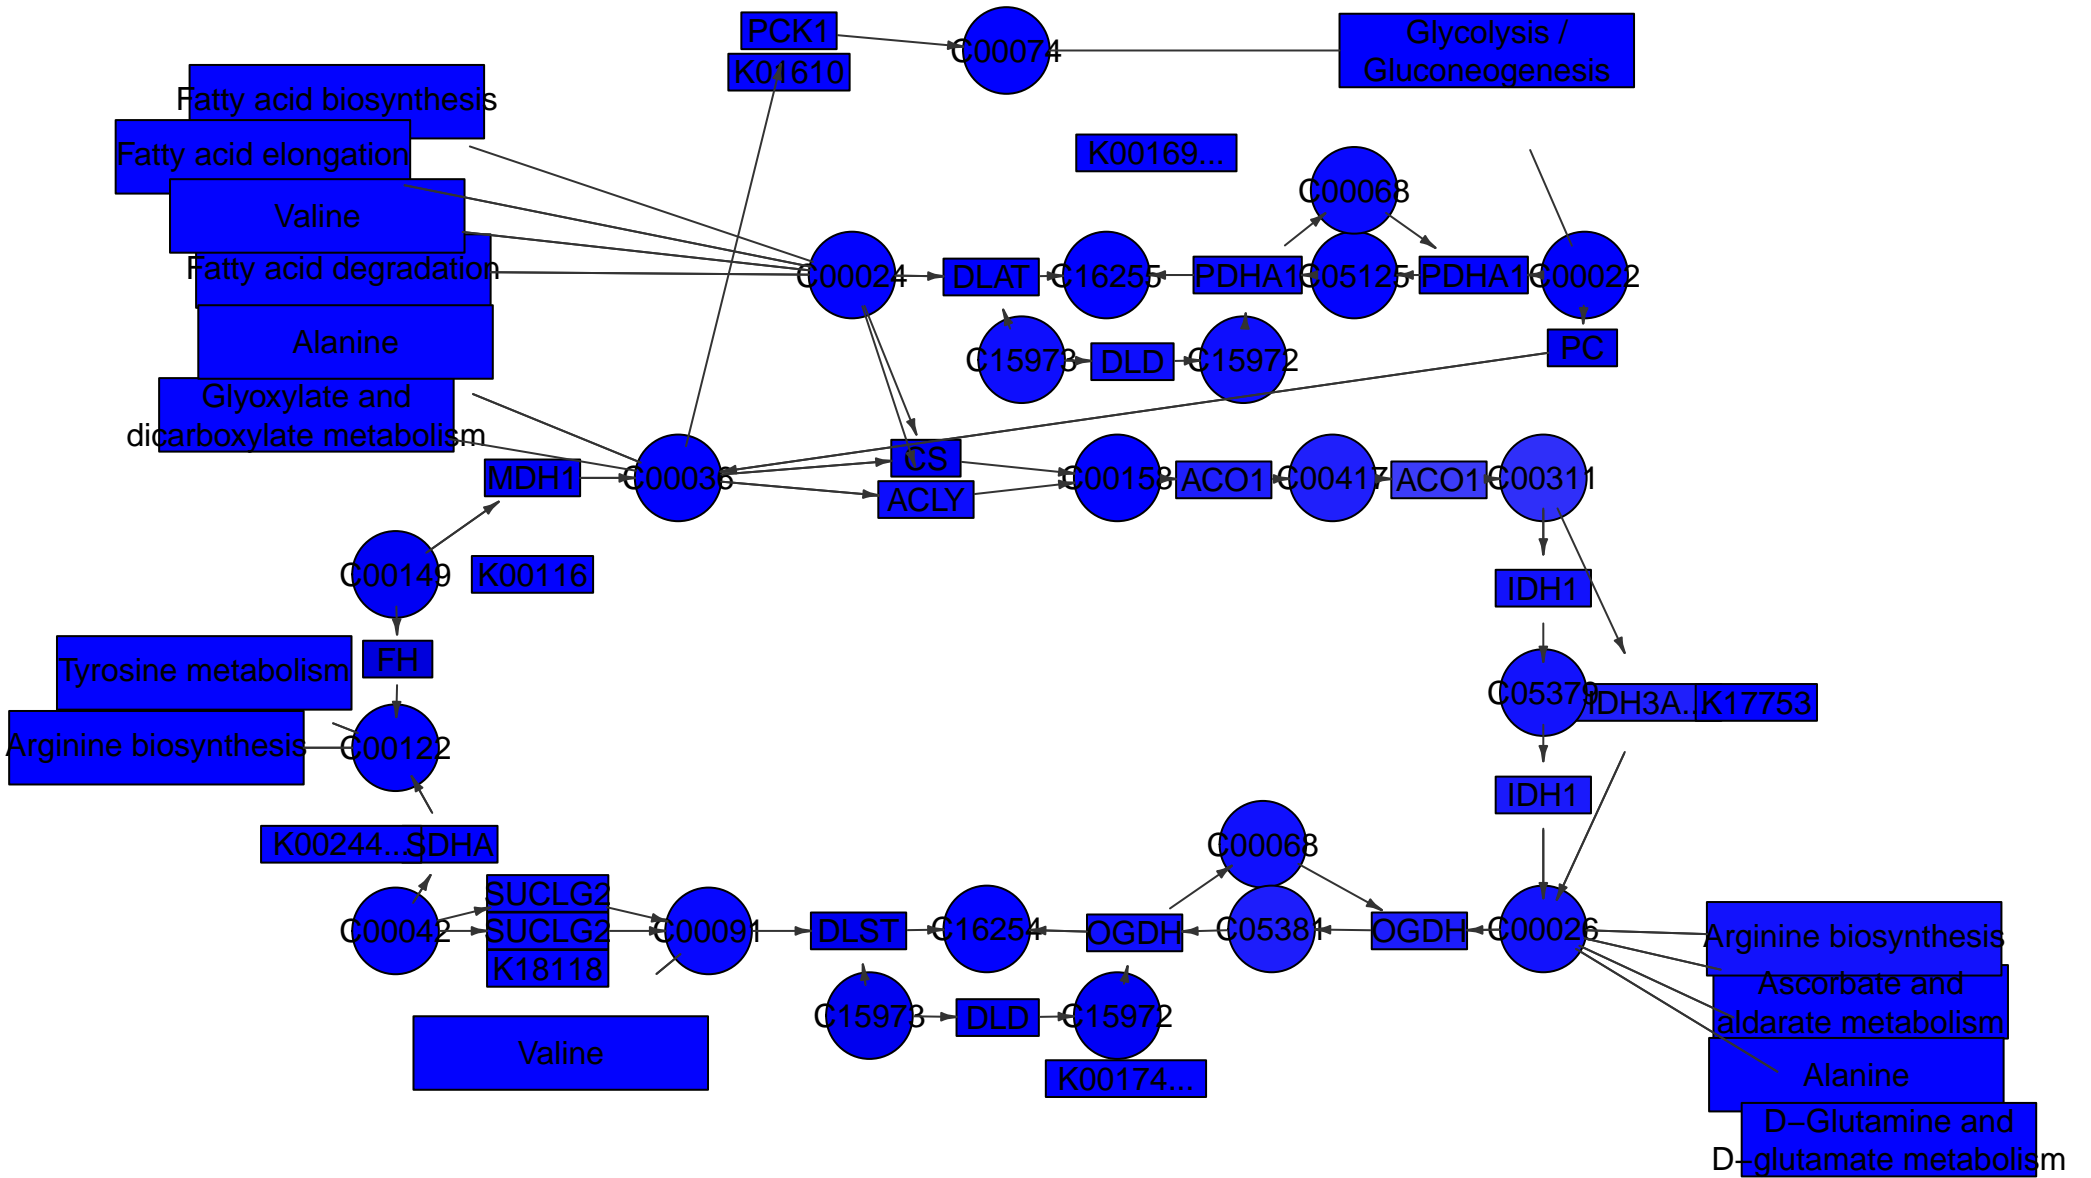 PCK1
K01610
C00074
Glycolysis /
Gluconeogenesis
Fatty acid biosynthesis
Fatty acid elongation
Valine
Fatty acid degradation
Alanine
Glyoxylate and
dicarboxylate metabolism
K00169...
C00068
C00024
DLAT
C16255
PDHA1
C05125
PDHA1
C00022
C15973
DLD
C15972
PC
MDH1
C00036
CS
ACLY
C00158
ACO1
C00417
ACO1
C00311
C00149
K00116
IDH1
FH
Tyrosine metabolism
C05379
IDH3A...
K17753
Arginine biosynthesis
C00122
IDH1
K00244...
SDHA
C00068
SUCLG2
C00042
SUCLG2
C00091
DLST
C16254
OGDH
C05381
OGDH
C00026
Arginine biosynthesis
K18118
Ascorbate and
aldarate metabolism
C15973
DLD
C15972
Valine
K00174...
Alanine
D−Glutamine and
D−glutamate metabolism